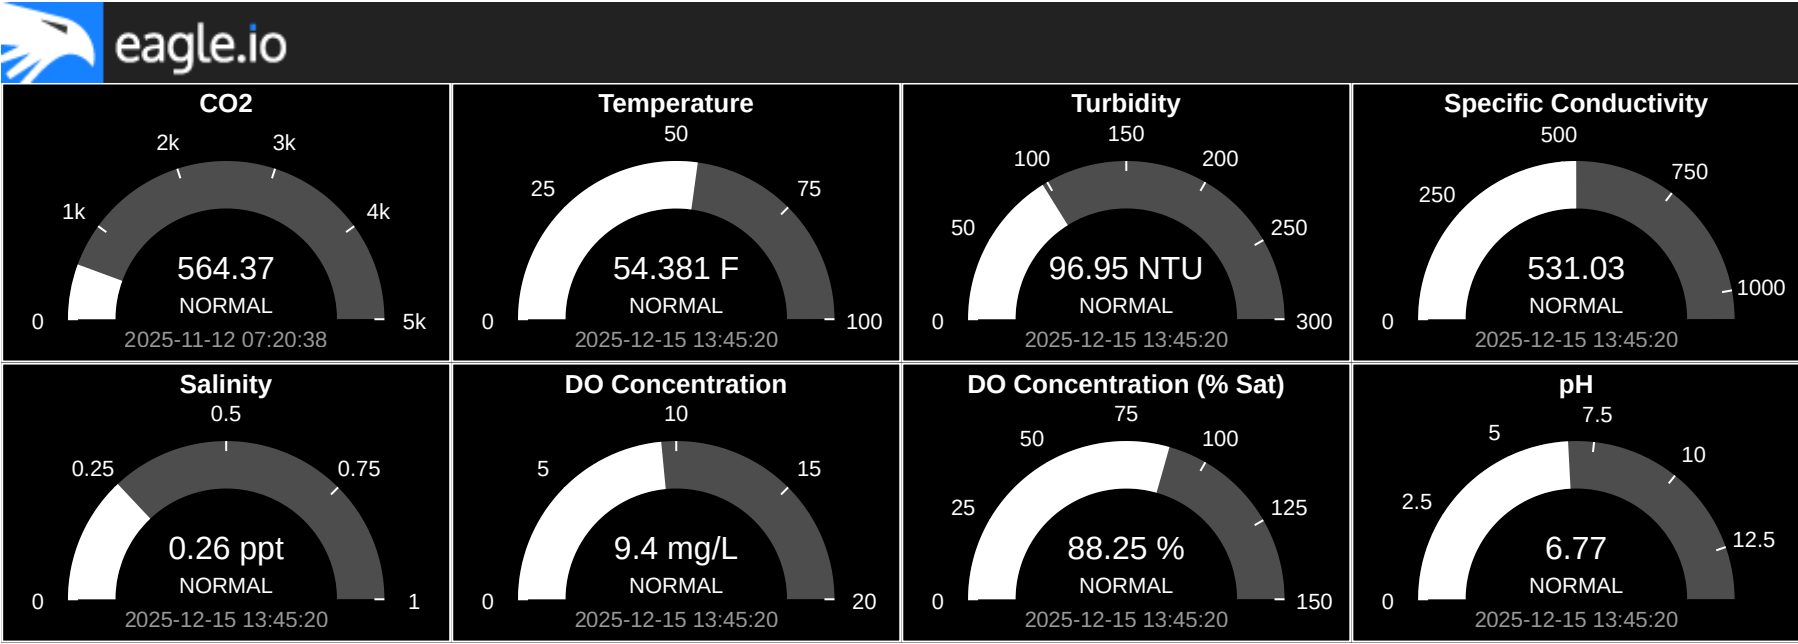 eagle.io
CO2
0
1k
2k
3k
4k
5k
564.37
NORMAL
2025-11-12 07:20:38
Temperature
0
25
50
75
100
54.381 F
NORMAL
2025-12-15 13:45:20
Turbidity
0
50
100
150
200
250
300
96.95 NTU
NORMAL
2025-12-15 13:45:20
Specific Conductivity
0
250
500
750
1000
531.03
NORMAL
2025-12-15 13:45:20
Salinity
0
0.25
0.5
0.75
1
0.26 ppt
NORMAL
2025-12-15 13:45:20
DO Concentration
0
5
10
15
20
9.4 mg/L
NORMAL
2025-12-15 13:45:20
DO Concentration (% Sat)
0
25
50
75
100
125
150
88.25 %
NORMAL
2025-12-15 13:45:20
pH
0
2.5
5
7.5
10
12.5
6.77
NORMAL
2025-12-15 13:45:20